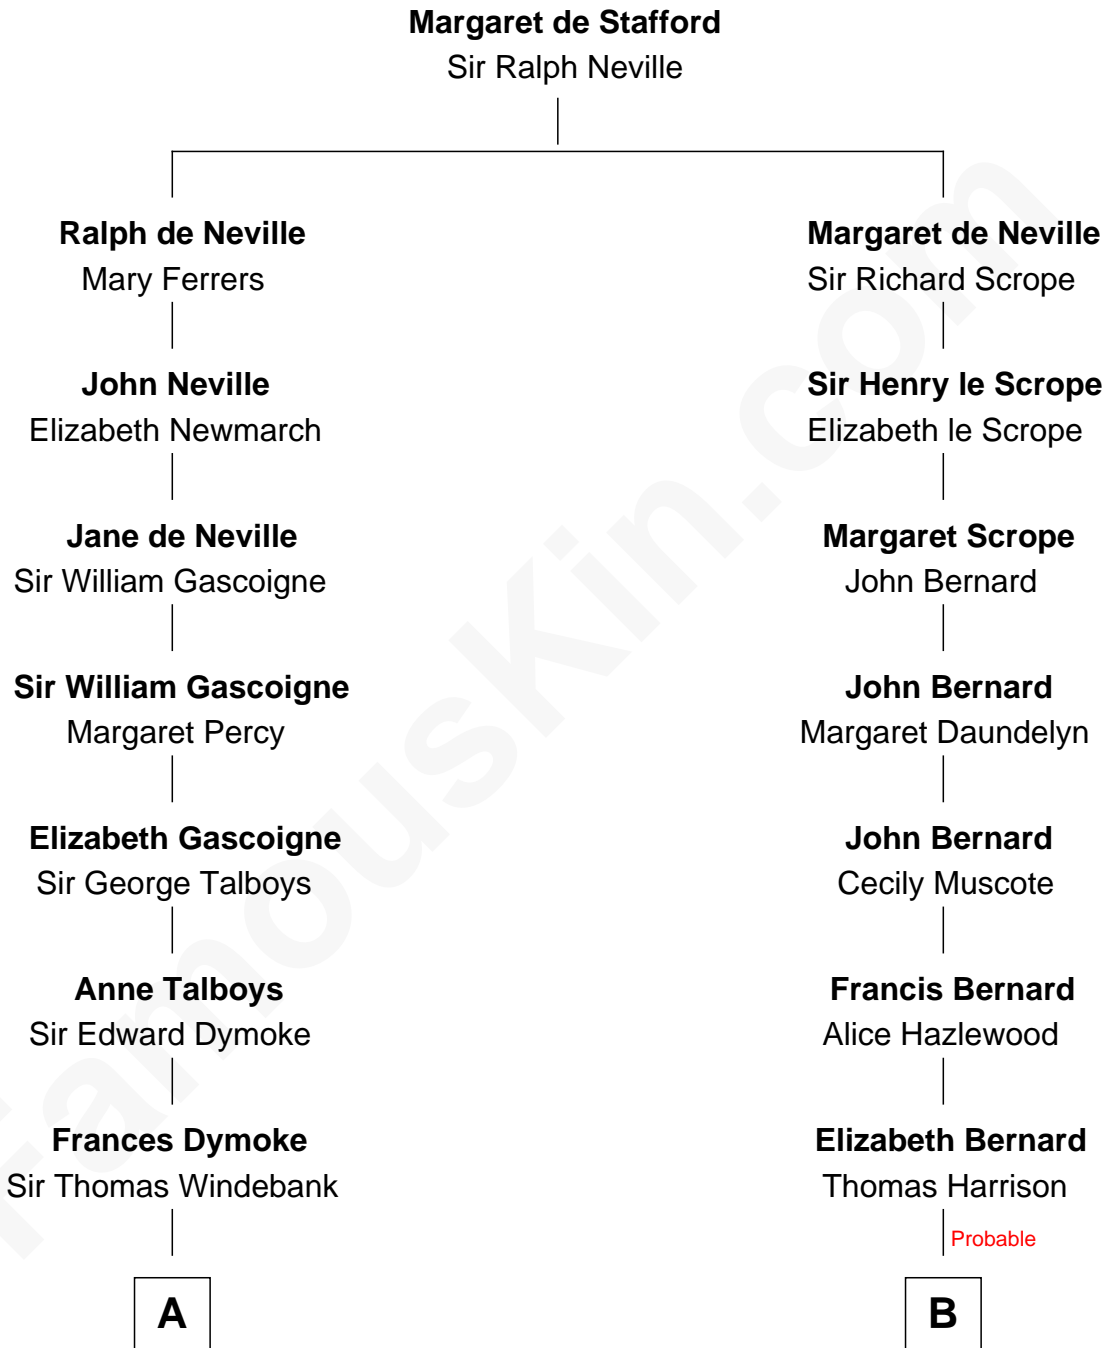 Margaret de Stafford
Sir Ralph Neville
Ralph de Neville
Mary Ferrers
Margaret de Neville
Sir Richard Scrope
John Neville
Elizabeth Newmarch
Sir Henry le Scrope
Elizabeth le Scrope
Jane de Neville
Sir William Gascoigne
Margaret Scrope
John Bernard
Sir William Gascoigne
Margaret Percy
John Bernard
Margaret Daundelyn
Elizabeth Gascoigne
Sir George Talboys
John Bernard
Cecily Muscote
Anne Talboys
Sir Edward Dymoke
Francis Bernard
Alice Hazlewood
Frances Dymoke
Sir Thomas Windebank
Elizabeth Bernard
Thomas Harrison
Probable
A
B
FamousKin.com